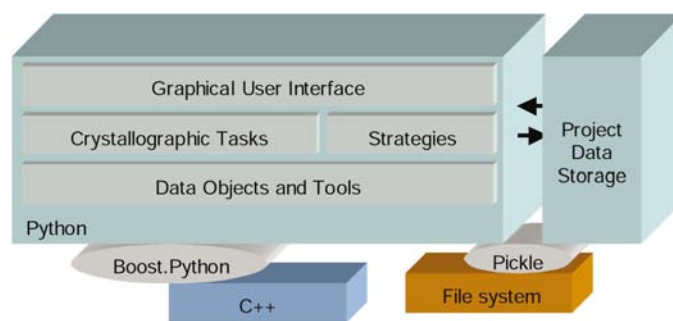 Graphical User Interface
Crystallographic Tasks
Strategies
Data Objects and Tools
Python
Project
Data
Storage
Boost.Python
Pickle
C++
File system